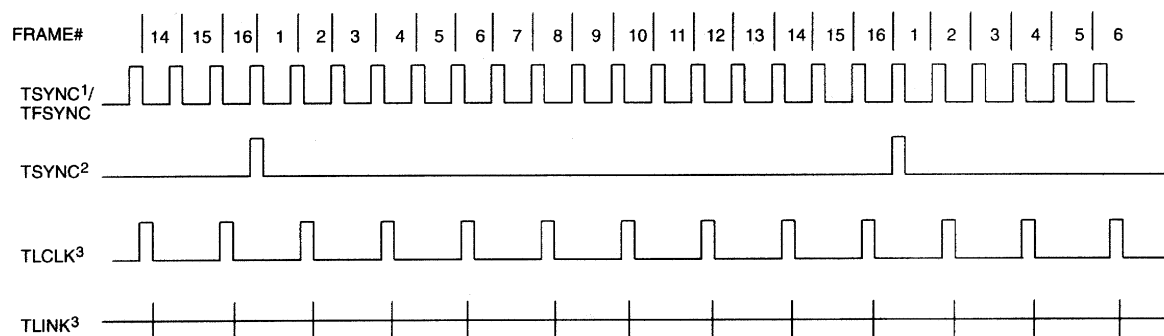 FRAME# 14 15 16 1 2 3 4 5 6 7 8 9 10 11 12 13 14 15 16 1 2 3 4 5 6
TSYNC¹/
TFSYNC
TSYNC²
TLCLK³
TLINK³